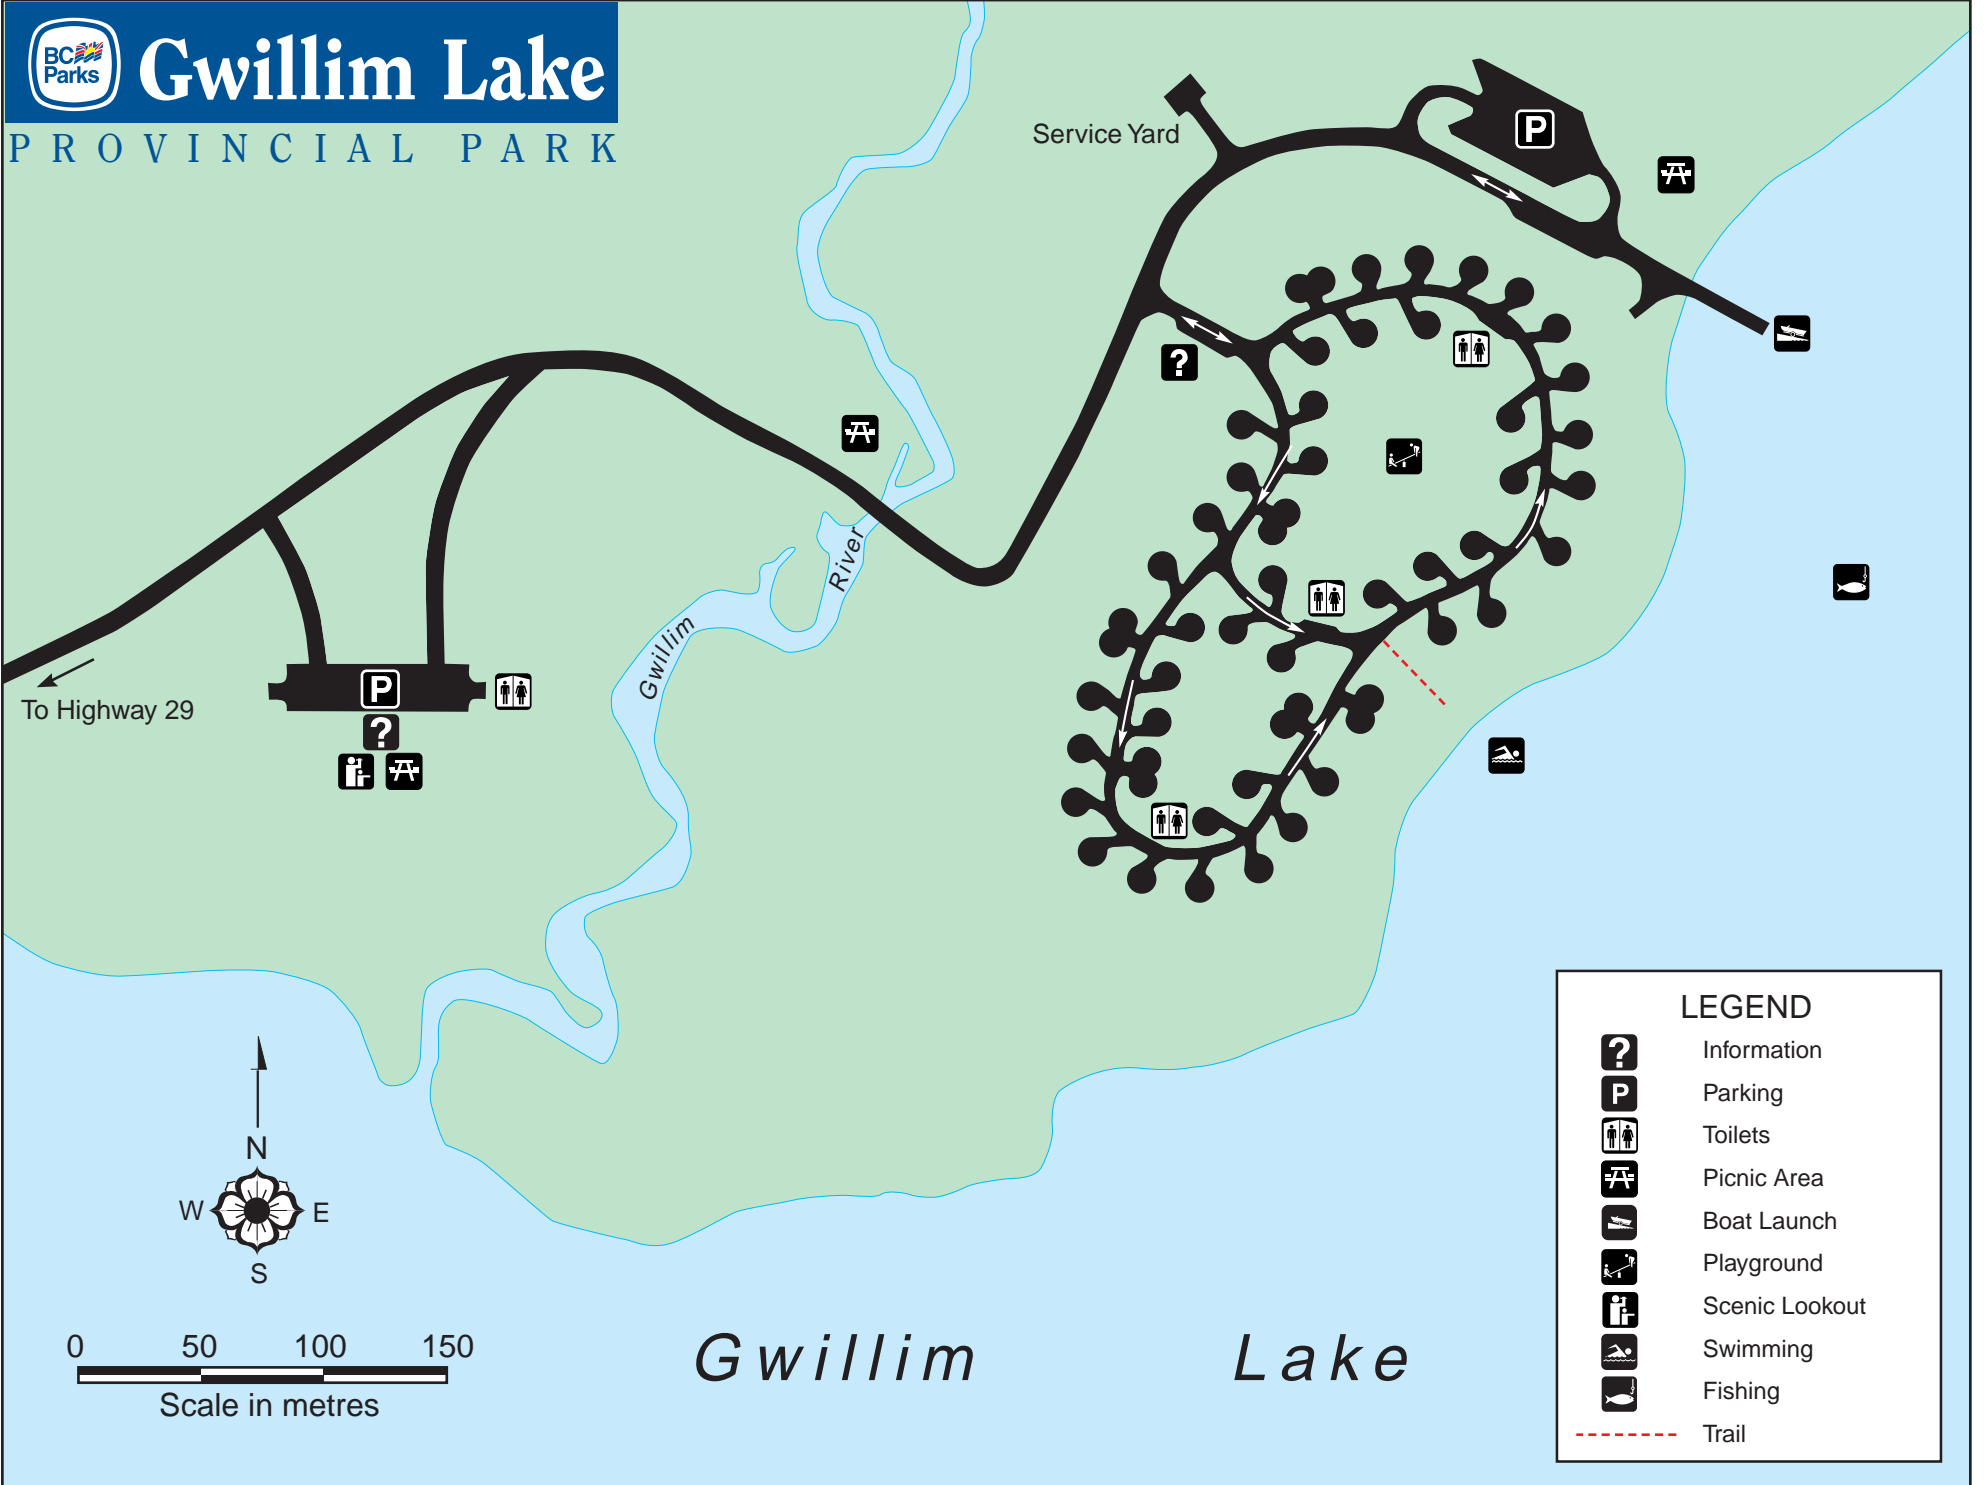 BC
Parks
Gwillim Lake
PROVINCIAL PARK
Service Yard
P
?
River
Gwillim
P
?
To Highway 29
N
W E
S
0 50 100 150
Scale in metres
Gwillim Lake
LEGEND
? Information
P Parking
Toilets
Picnic Area
Boat Launch
Playground
Scenic Lookout
Swimming
Fishing
Trail